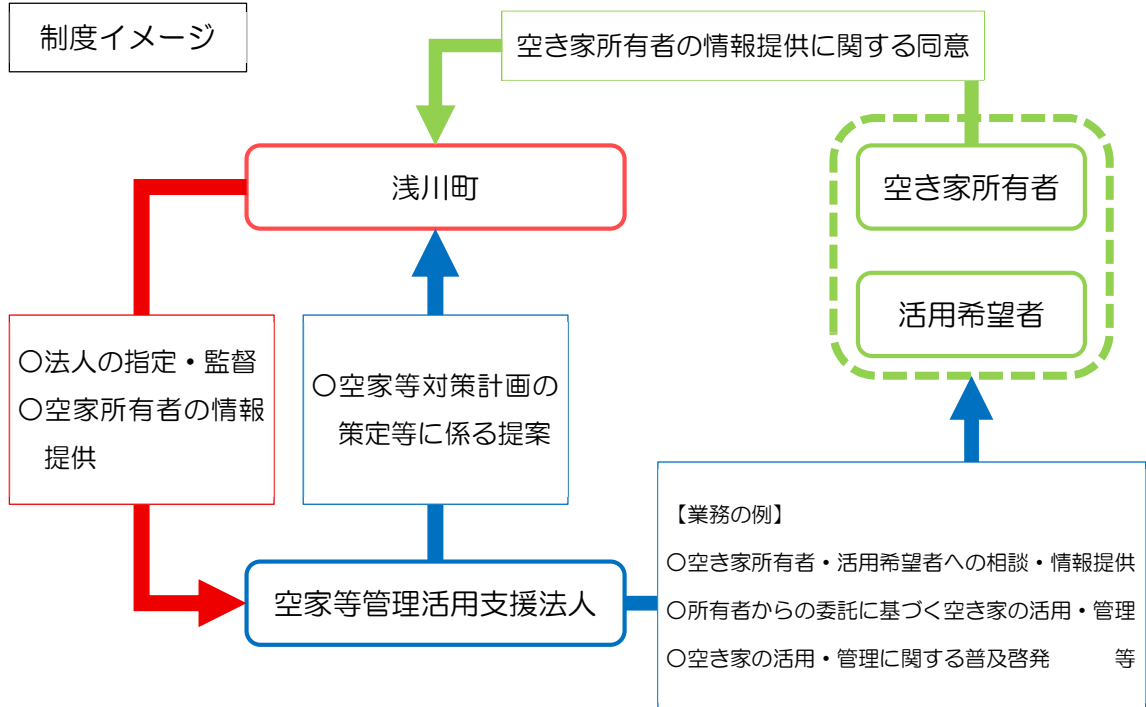 制度イメージ
空き家所有者の情報提供に関する同意
浅川町
空き家所有者
活用希望者
〇法人の指定・監督
〇空家所有者の情報
提供
〇空家等対策計画の
策定等に係る提案
空家等管理活用支援法人
【業務の例】
〇空き家所有者・活用希望者への相談・情報提供
〇所有者からの委託に基づく空き家の活用・管理
〇空き家の活用・管理に関する普及啓発　　等